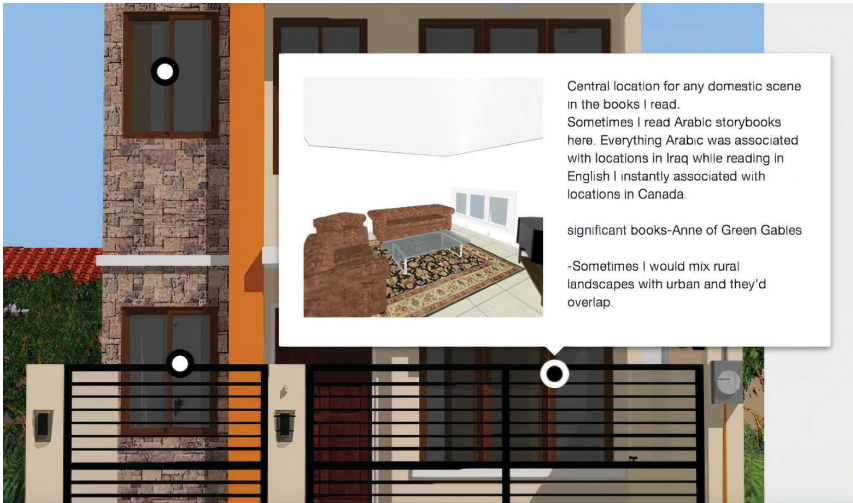 Central location for any domestic scene
in the books I read.
Sometimes I read Arabic storybooks
here. Everything Arabic was associated
with locations in Iraq while reading in
English I instantly associated with
locations in Canada.
significant books-Anne of Green Gables
-Sometimes I would mix rural
landscapes with urban and they'd
overlap.